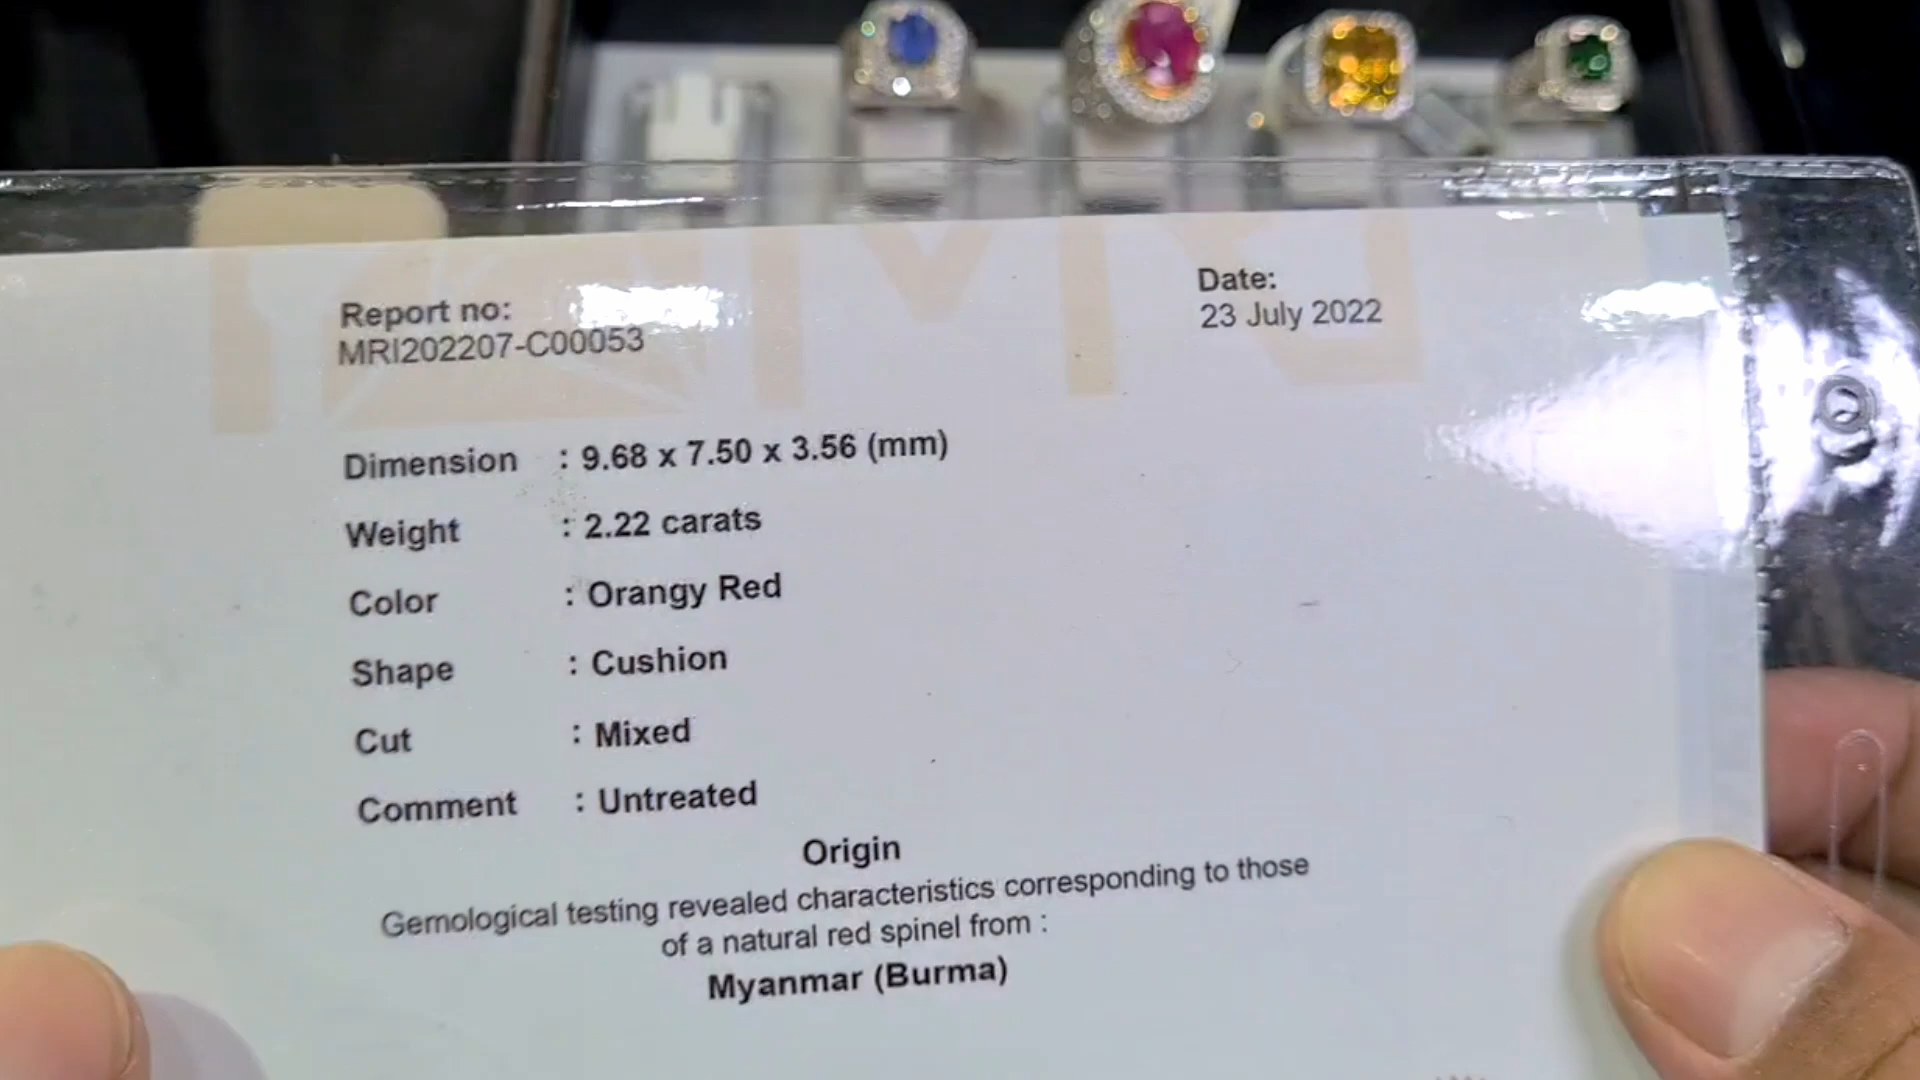 Report no:
MRI202207-C00053
Date:
23 July 2022
Dimension : 9.68 x 7.50 x 3.56 (mm)
Weight : 2.22 carats
Color : Orangy Red
Shape : Cushion
Cut : Mixed
Comment : Untreated
Origin
Gemological testing revealed characteristics corresponding to those
of a natural red spinel from :
Myanmar (Burma)